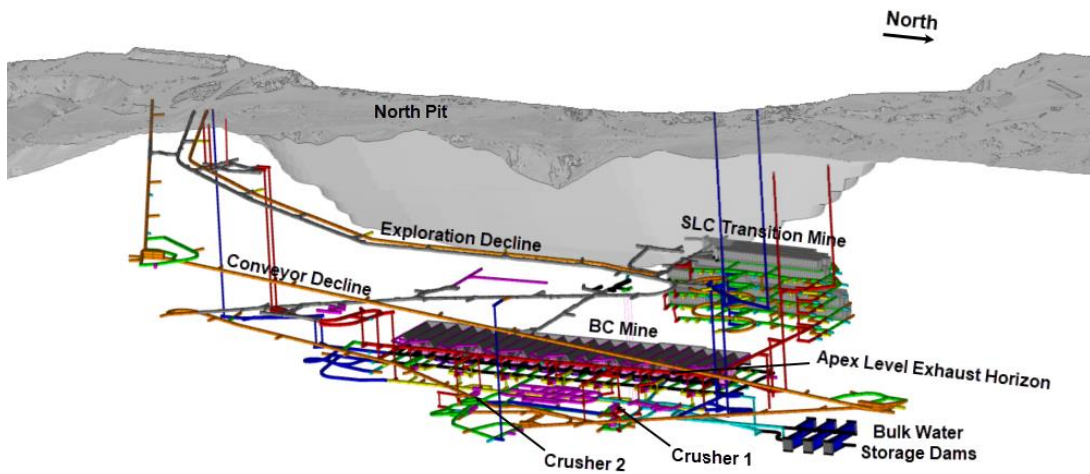 North
North Pit
SLC Transition Mine
Exploration Decline
Conveyor Decline
BC Mine
Apex Level Exhaust Horizon
Bulk Water
Storage Dams
Crusher 1
Crusher 2